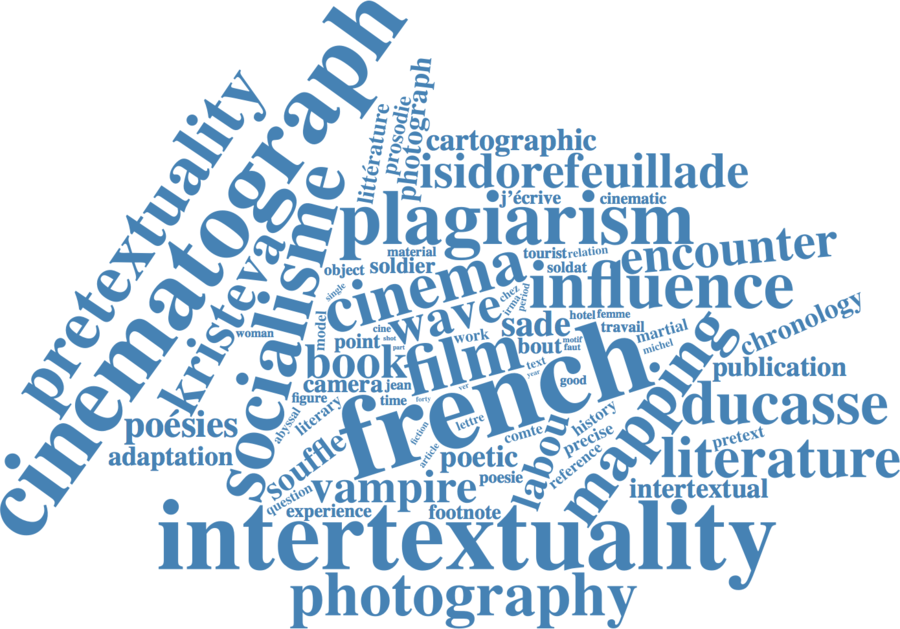 cinematograph
pretextuality
kristeva
socialisme
littérature
prosodie
photograph
cartographic
isidorefeuillade
j'écrive
cinematic
plagiarism
material
tourist
relation
encounter
object
soldier
soldat
influence
single
cinema
chez
irma
period
hotel
femme
woman
model
cine
shut
part
wave
work
sade
travail
martial
michel
chronology
point
book
film
bout
motif
faut
text
year
good
publication
camera
jean
figure
time
forty
ver
french
mapping
ducasse
poésies
adaptation
abyssal
literary
souffle
question
fiction
article
lettre
comte
poetic
poesie
labour
history
precise
reference
literature
pretext
intertextual
vampire
experience
footnote
intertextuality
photography